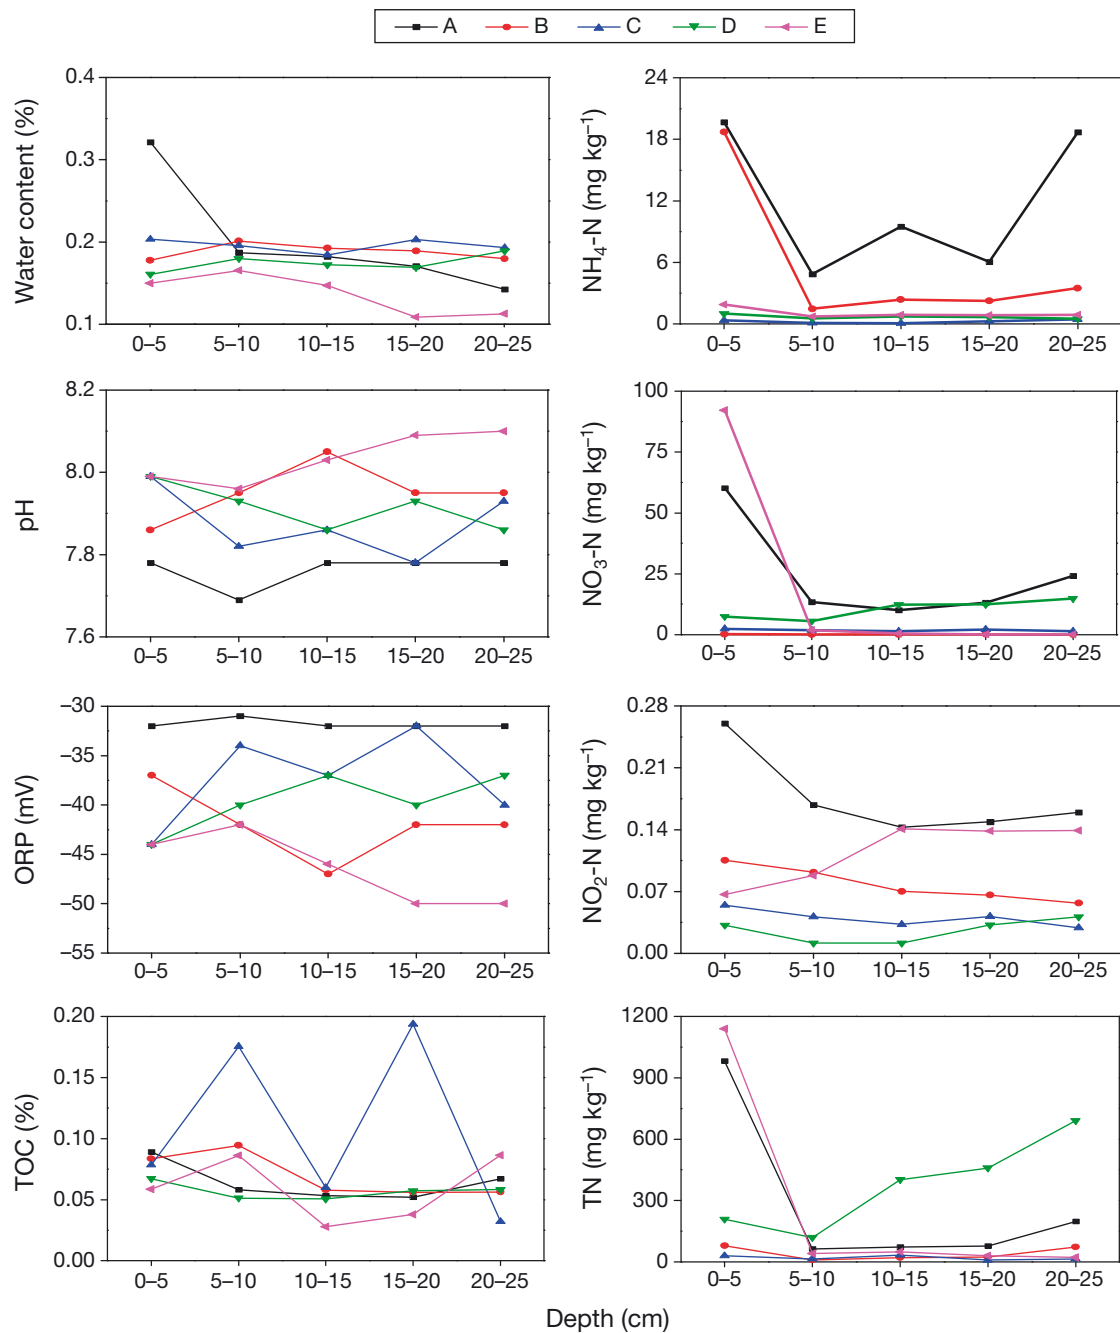 A B C D E
Water content (%)
0.4
0.3
0.2
0.1
0–5 5–10 10–15 15–20 20–25
NH4-N (mg kg–1)
24
18
12
6
0
0–5 5–10 10–15 15–20 20–25
pH
8.2
8.0
7.8
7.6
0–5 5–10 10–15 15–20 20–25
NO3-N (mg kg–1)
100
75
50
25
0
0–5 5–10 10–15 15–20 20–25
ORP (mV)
–30
–35
–40
–45
–50
–55
0–5 5–10 10–15 15–20 20–25
NO2-N (mg kg–1)
0.28
0.21
0.14
0.07
0.00
0–5 5–10 10–15 15–20 20–25
TOC (%)
0.20
0.15
0.10
0.05
0.00
0–5 5–10 10–15 15–20 20–25
TN (mg kg–1)
1200
900
600
300
0
0–5 5–10 10–15 15–20 20–25
Depth (cm)